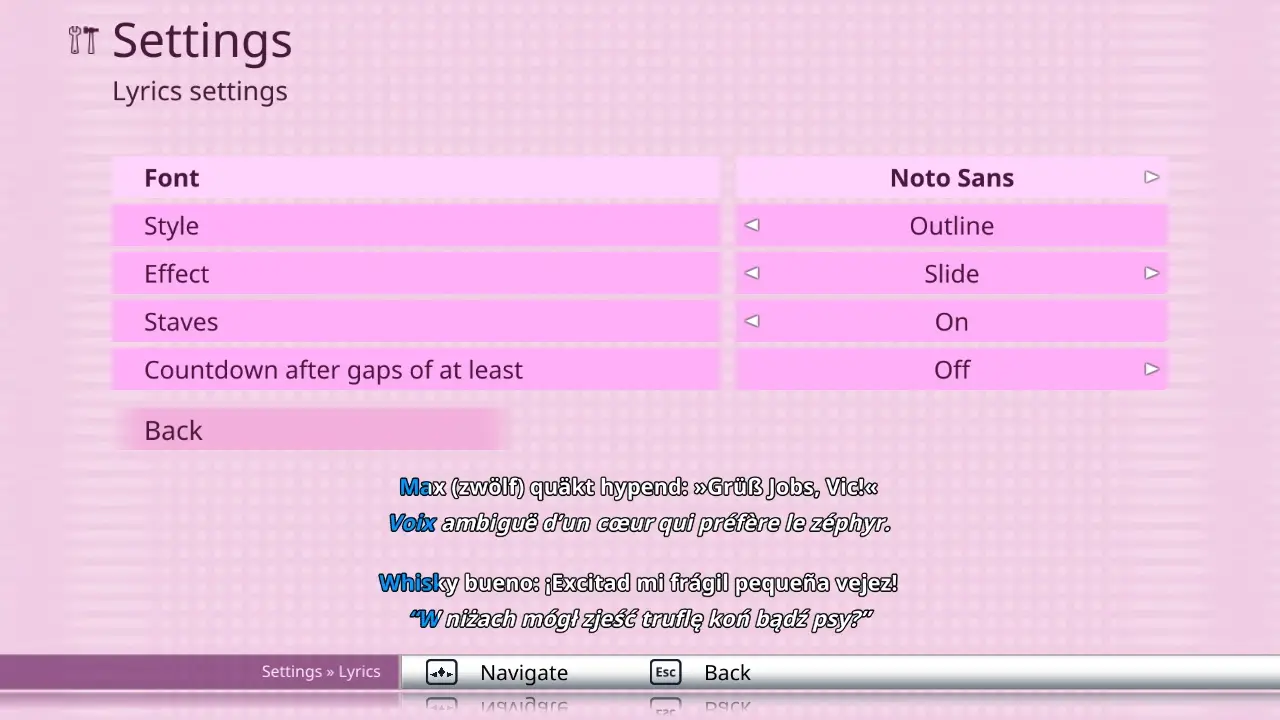 Settings
Lyrics settings
Font Noto Sans
Style Outline
Effect Slide
Staves On
Countdown after gaps of at least Off
Back
Max (zwölf) quäkt hypend: »Grüß Jobs, Vic!«
Voix ambiguë d’un cœur qui préfère le zéphyr.
Whisky bueno: ¡Excitad mi frágil pequeña vejez!
“W niżach mógł zjeść truflę koń bądź psy?”
Settings » Lyrics Navigate Esc Back